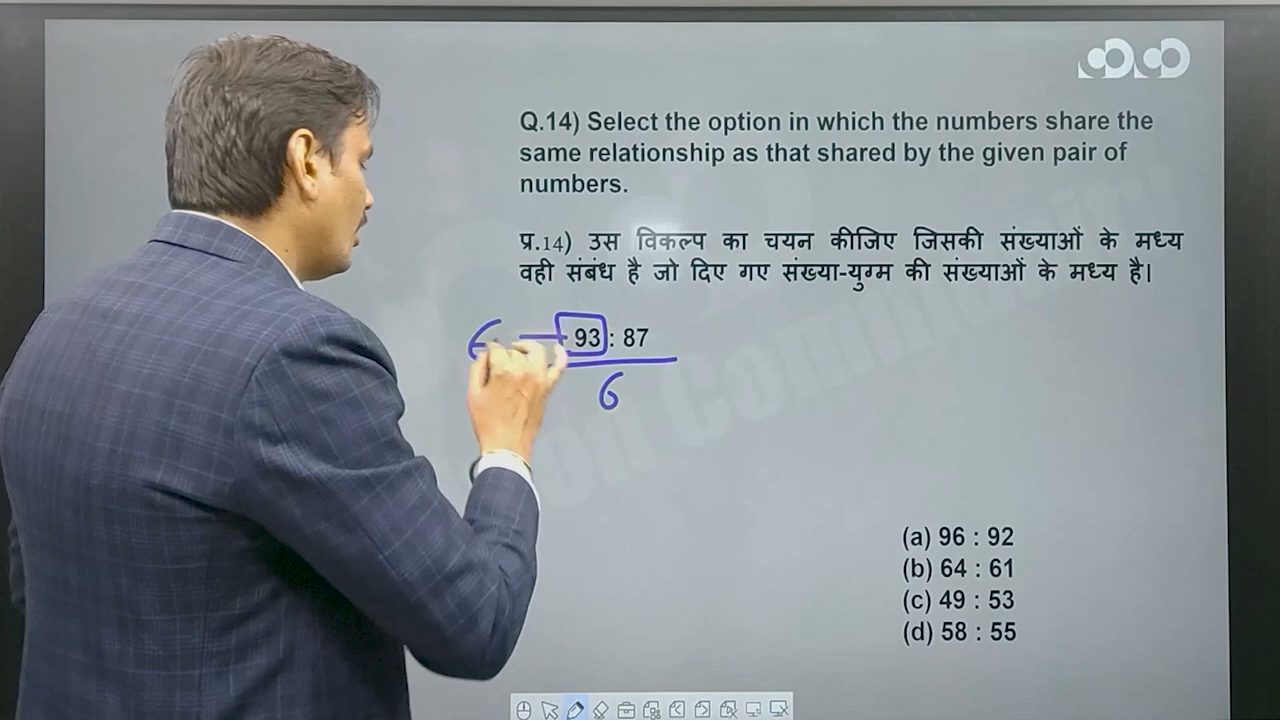 Q.14) Select the option in which the numbers share the
same relationship as that shared by the given pair of
numbers.
प्र.14) उस विकल्प का चयन कीजिए जिसकी संख्याओं के मध्य
वही संबंध है जो दिए गए संख्या-युग्म की संख्याओं के मध्य है।
93 : 87
6
(a) 96 : 92
(b) 64 : 61
(c) 49 : 53
(d) 58 : 55